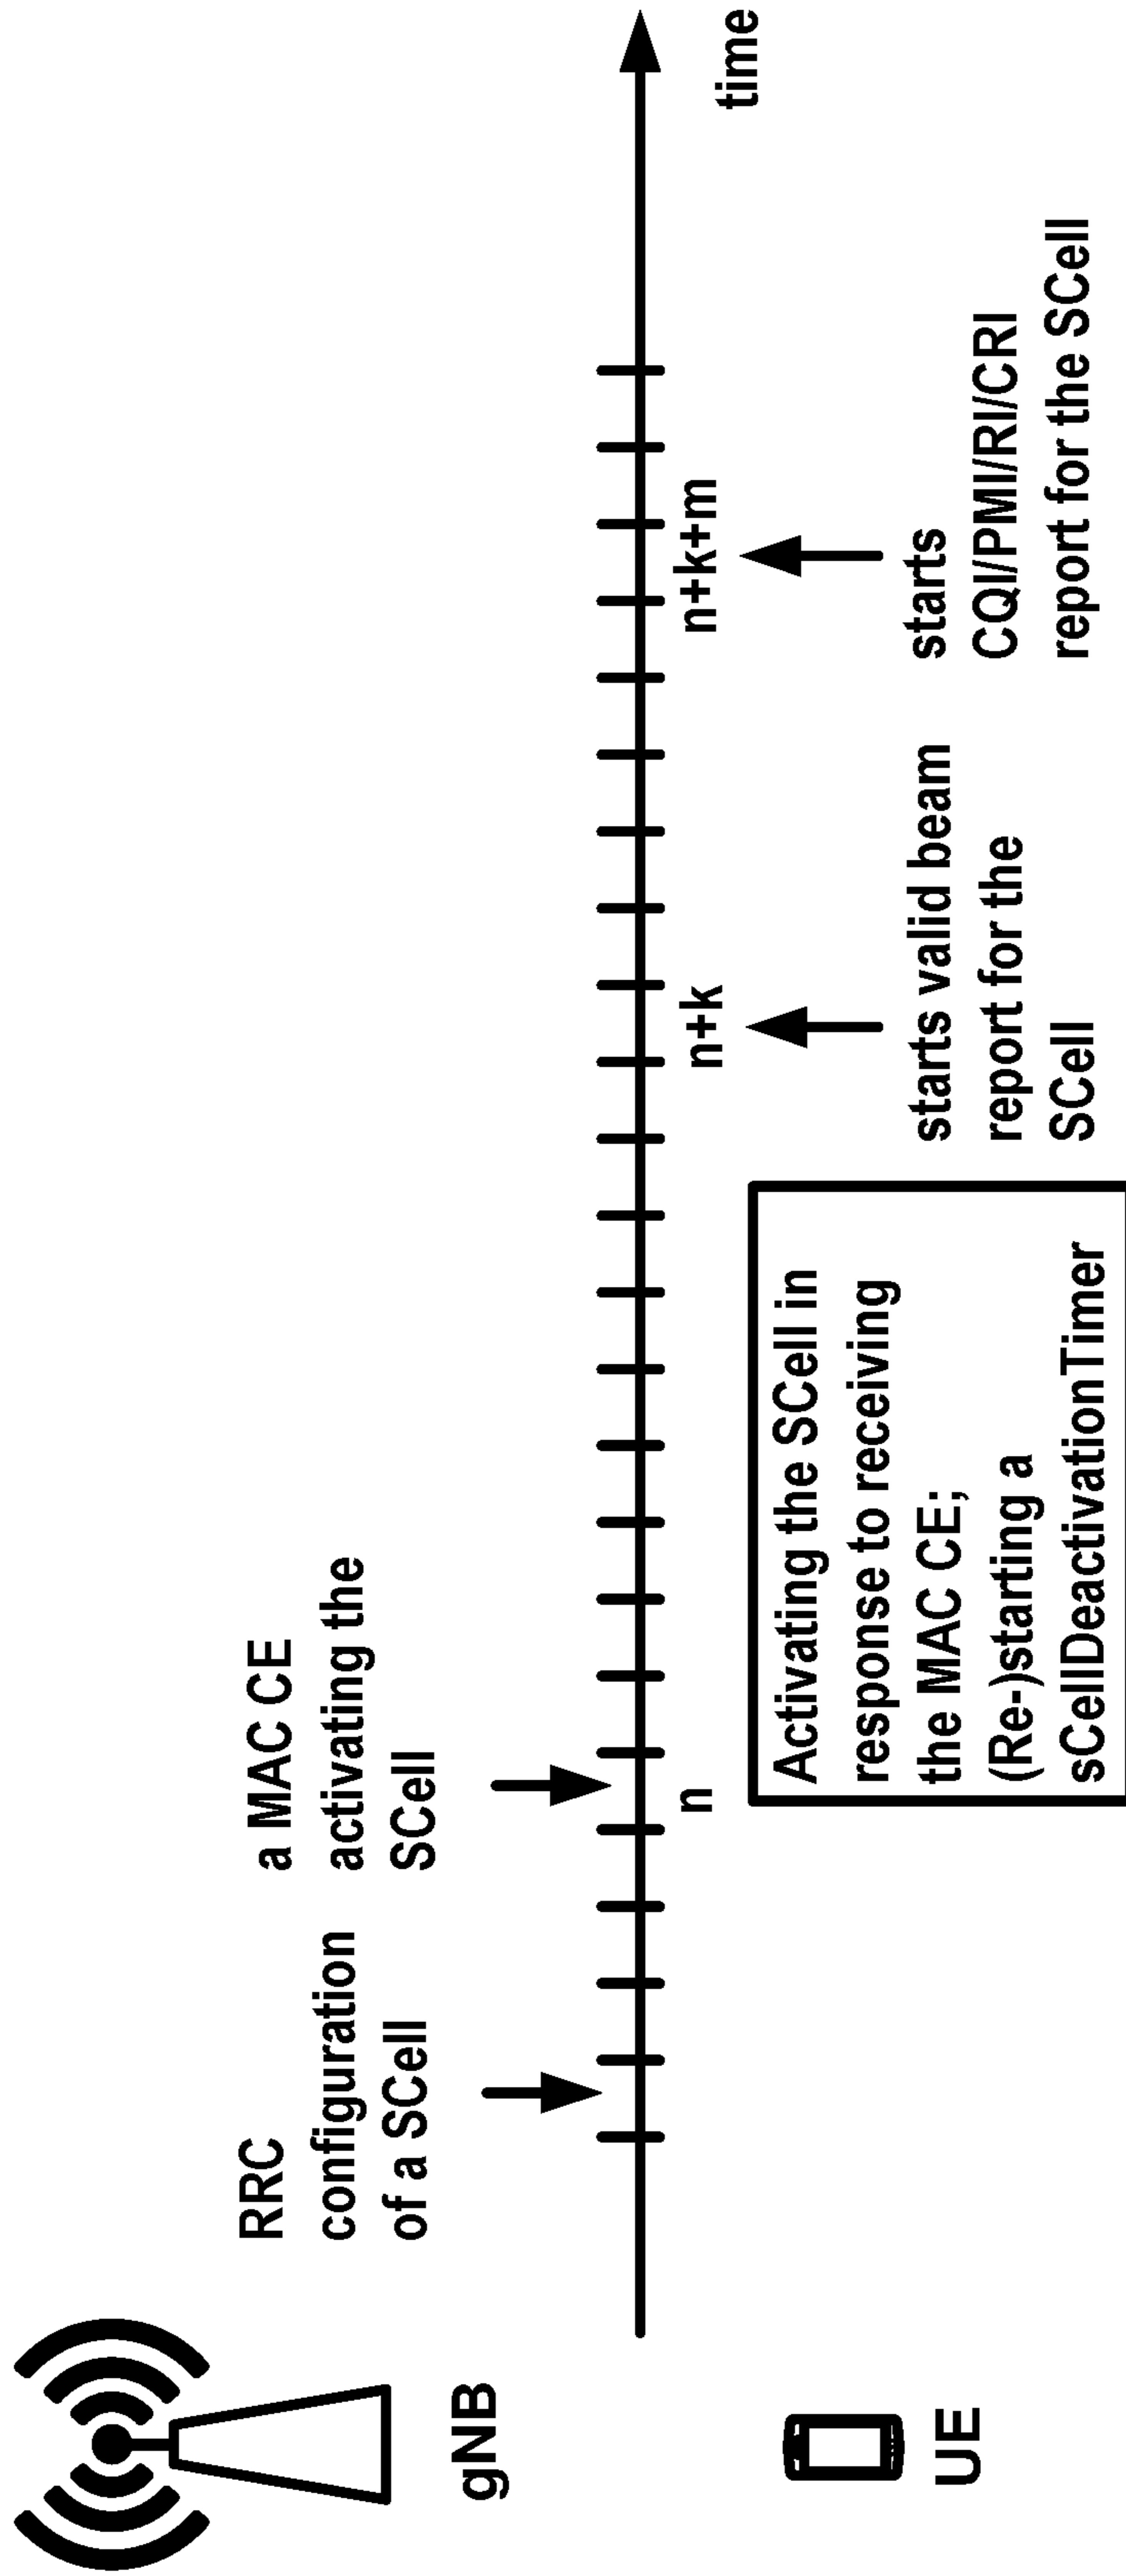 gNB
RRC
configuration
of a SCell
a MAC CE
activating the
SCell
time
n
n+k
n+k+m
UE
Activating the SCell in
response to receiving
the MAC CE;
(Re-)starting a
sCellDeactivationTimer
starts valid beam
report for the
SCell
starts
CQI/PMI/RI/CRI
report for the SCell